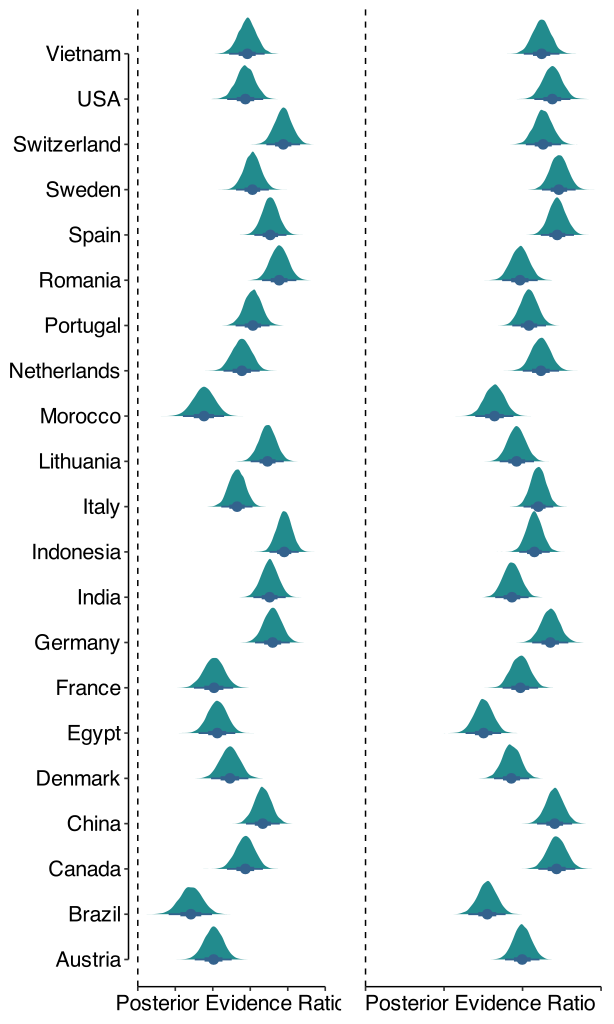 Vietnam
USA
Switzerland
Sweden
Spain
Romania
Portugal
Netherlands
Morocco
Lithuania
Italy
Indonesia
India
Germany
France
Egypt
Denmark
China
Canada
Brazil
Austria
Posterior Evidence Ratio
Posterior Evidence Ratio